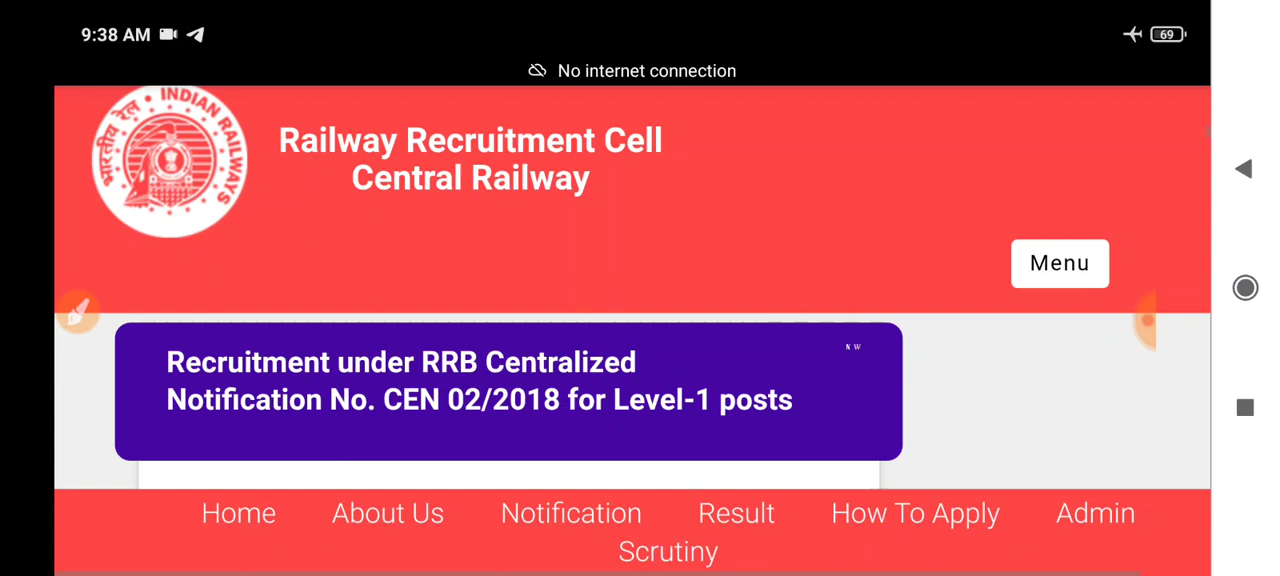 9:38 AM
69
No internet connection
भारतीय रेल • INDIAN RAILWAYS
Railway Recruitment Cell
Central Railway
Menu
N W
Recruitment under RRB Centralized
Notification No. CEN 02/2018 for Level-1 posts
Home About Us Notification Result How To Apply Admin
Scrutiny